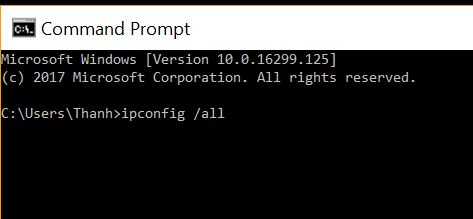 Command Prompt
Microsoft Windows [Version 10.0.16299.125]
(c) 2017 Microsoft Corporation. All rights reserved.
C:\Users\Thanh>ipconfig /all